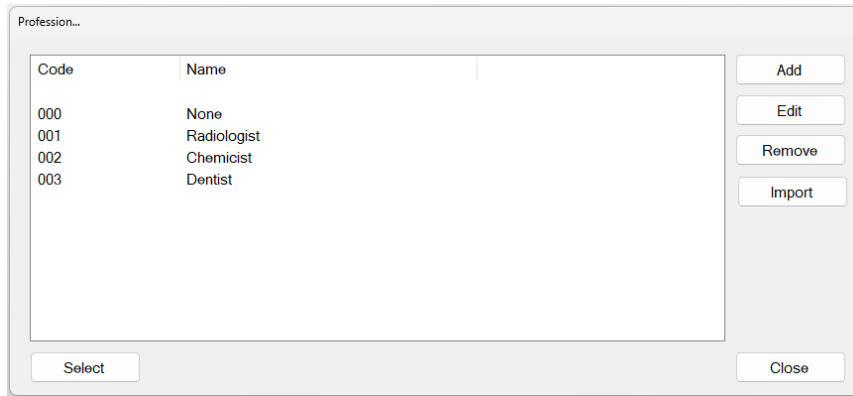 Profession...
Code Name
Add
000 None
Edit
001 Radiologist
002 Chemicist
Remove
003 Dentist
Import
Select
Close